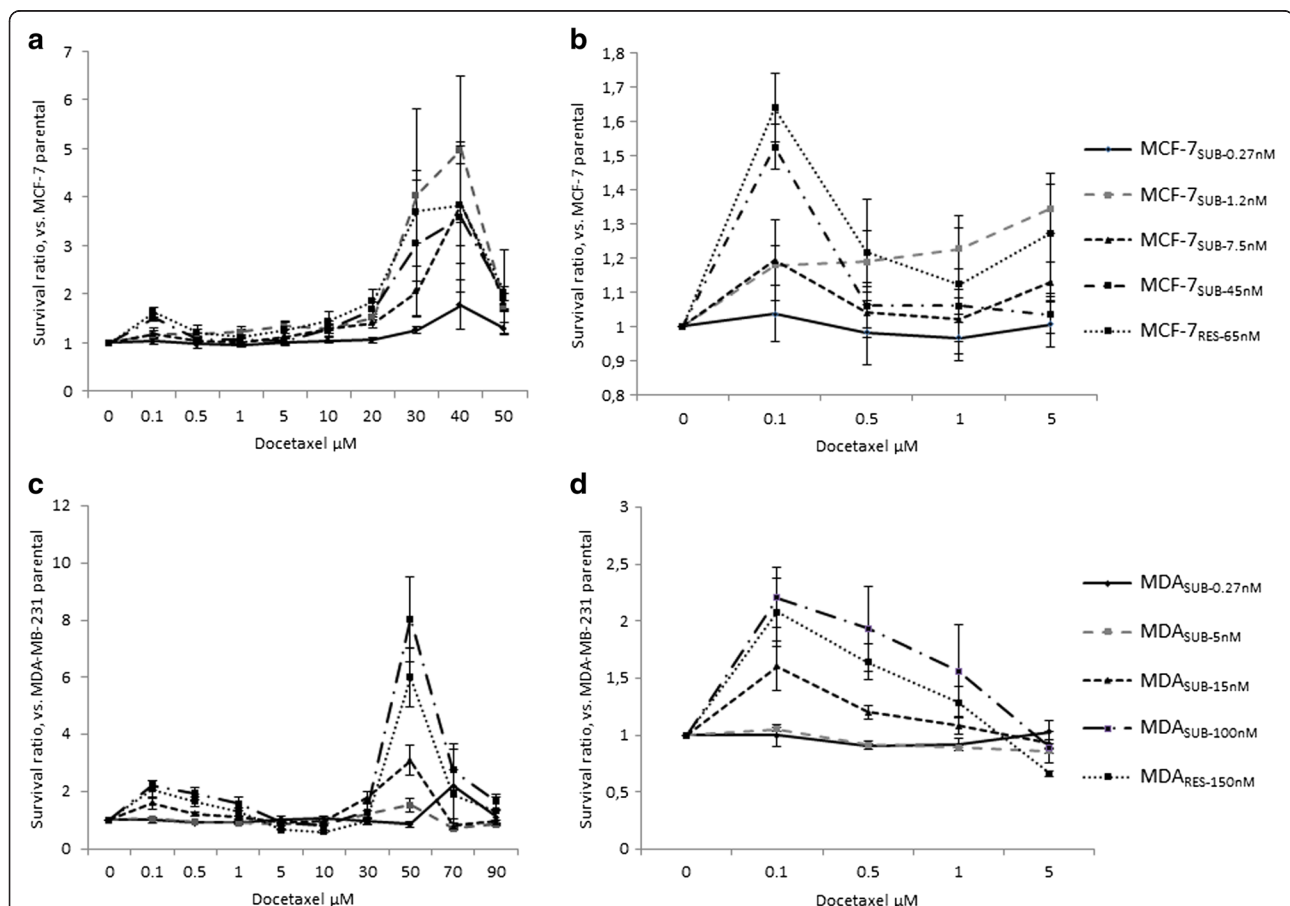 a
Survival ratio, vs. MCF-7 parental
7
6
5
4
3
2
1
0
0 0.1 0.5 1 5 10 20 30 40 50
Docetaxel µM
b
Survival ratio, vs. MCF-7 parental
1,8
1,7
1,6
1,5
1,4
1,3
1,2
1,1
1
0,9
0,8
0 0.1 0.5 1 5
Docetaxel µM
MCF-7SUB-0.27nM
MCF-7SUB-1.2nM
MCF-7SUB-7.5nM
MCF-7SUB-45nM
MCF-7RES-65nM
c
Survival ratio, vs. MDA-MB-231 parental
12
10
8
6
4
2
0
0 0.1 0.5 1 5 10 30 50 70 90
Docetaxel µM
d
Survival ratio, vs. MDA-MB-231 parental
3
2,5
2
1,5
1
0,5
0
0 0.1 0.5 1 5
Docetaxel µM
MDASUB-0.27nM
MDASUB-5nM
MDASUB-15nM
MDASUB-100nM
MDARES-150nM